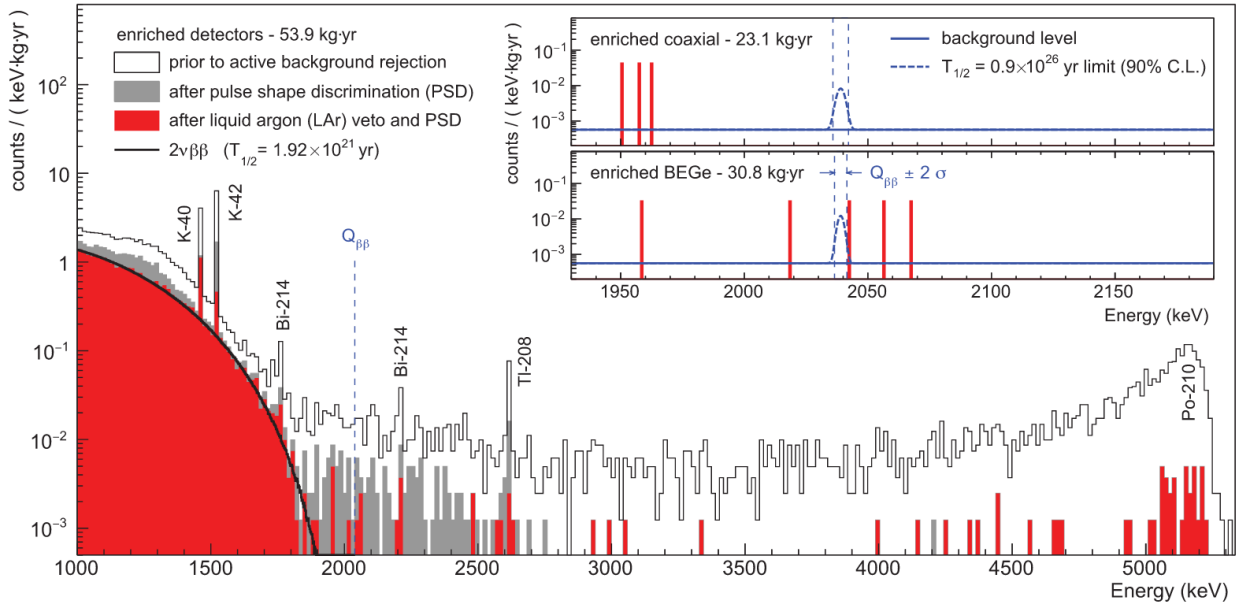 enriched detectors - 53.9 kg·yr
prior to active background rejection
after pulse shape discrimination (PSD)
after liquid argon (LAr) veto and PSD
2νββ (T1/2 = 1.92×10^21 yr)
counts / ( keV·kg·yr)
10^2
10
1
10^−1
10^−2
10^−3
K-40
K-42
Bi-214
Qββ
Bi-214
Tl-208
Po-210
1000 1500 2000 2500 3000 3500 4000 4500 5000
Energy (keV)
counts / ( keV·kg·yr)
enriched coaxial - 23.1 kg·yr
background level
T1/2 = 0.9×10^26 yr limit (90% C.L.)
10^−1
10^−2
10^−3
enriched BEGe - 30.8 kg·yr
Qββ ± 2 σ
10^−1
10^−2
10^−3
1950 2000 2050 2100 2150
Energy (keV)